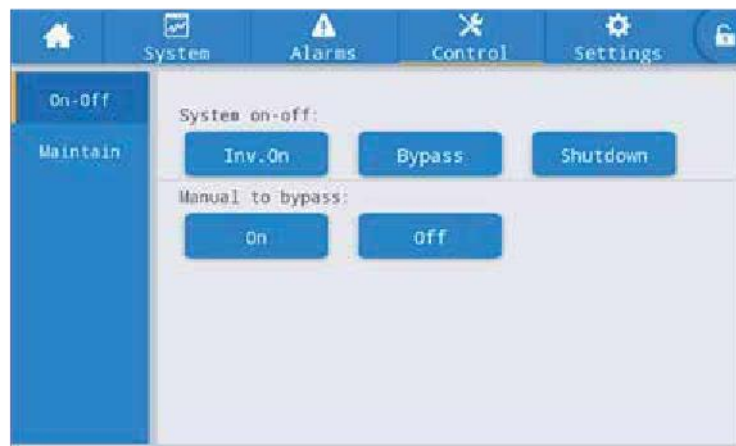 System Alarms Control Settings
On-Off
System on-off:
Maintain
Inv.On Bypass Shutdown
Manual to bypass:
On Off